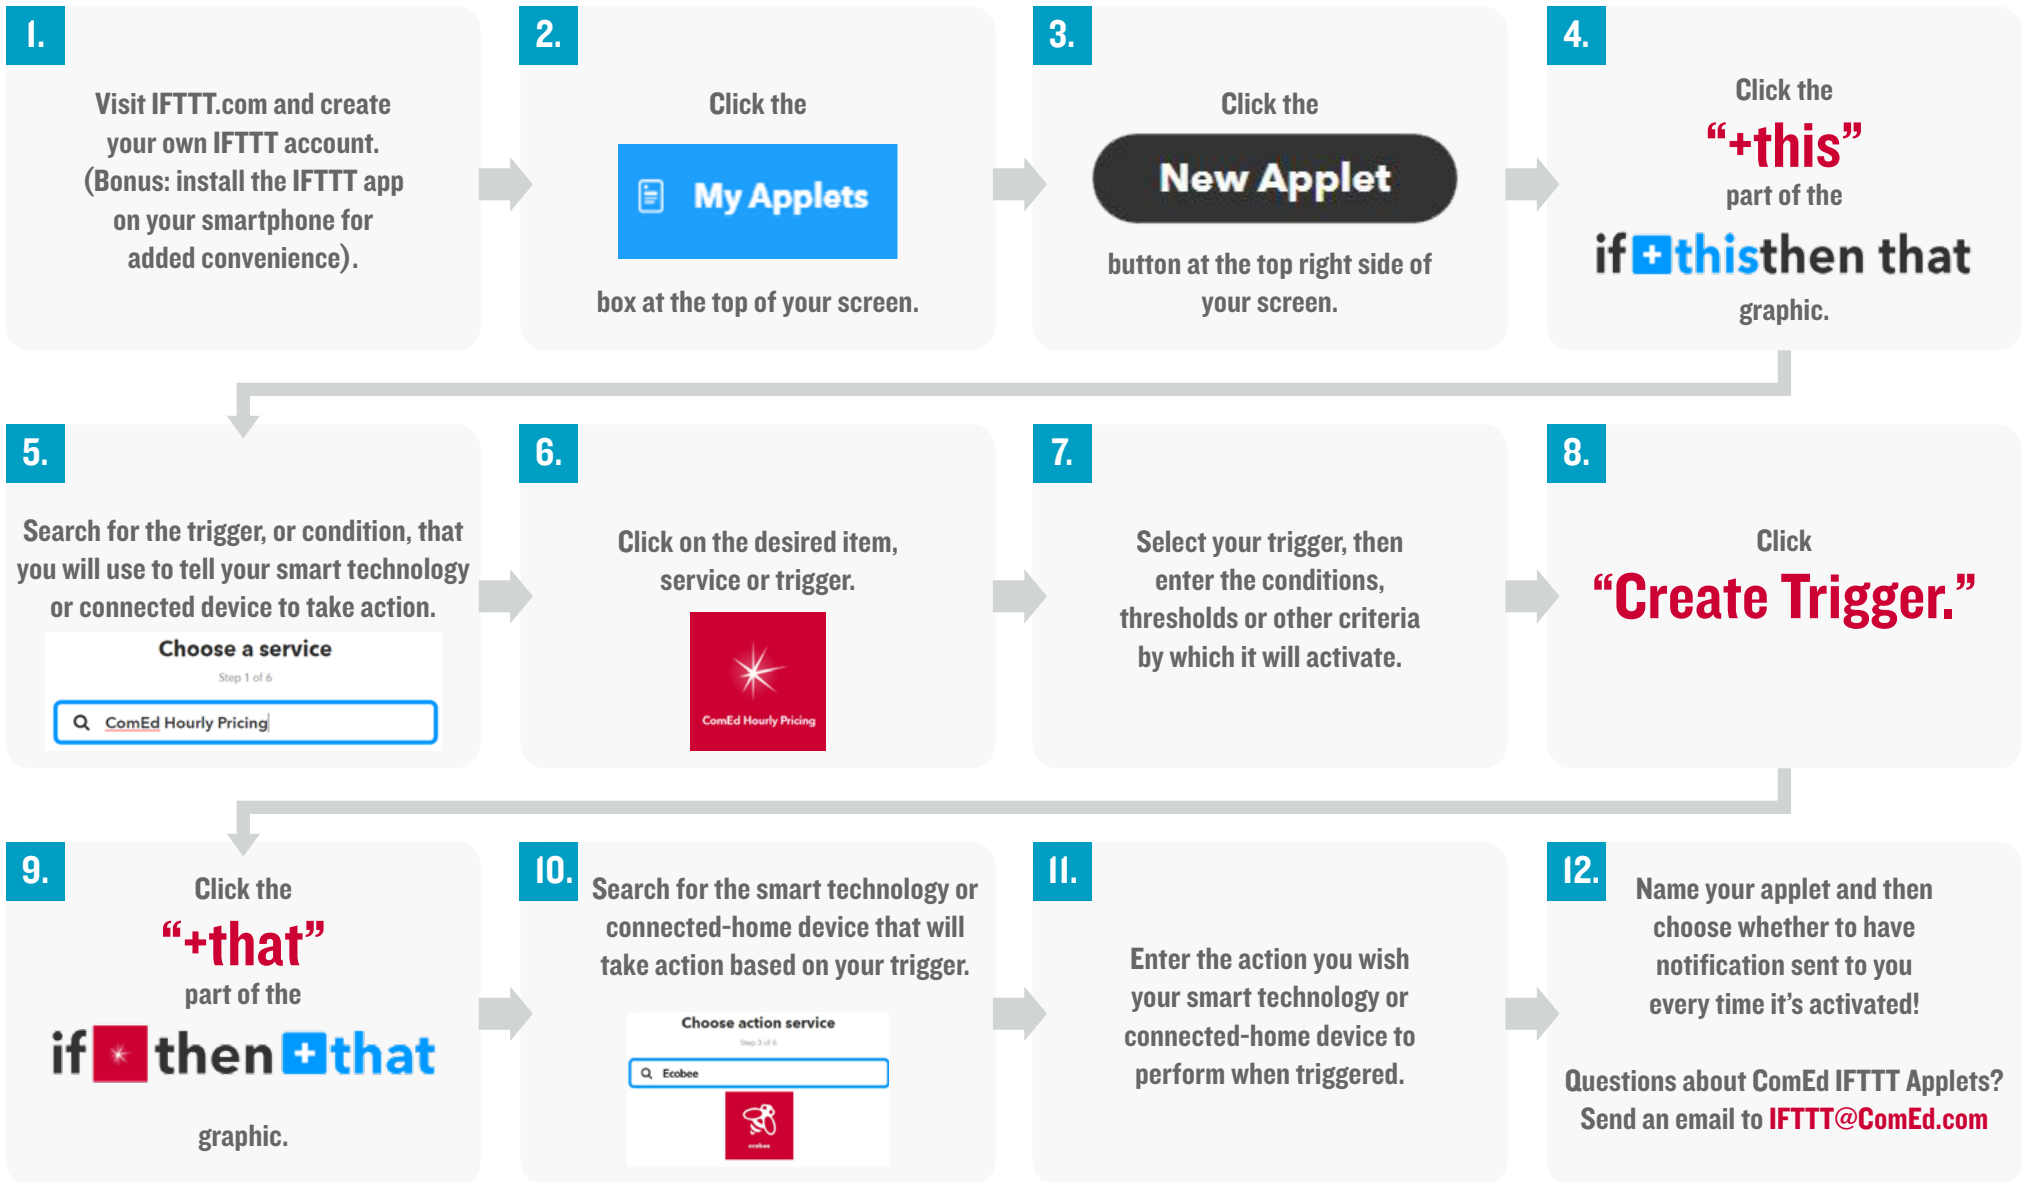 1.
Visit IFTTT.com and create
your own IFTTT account.
(Bonus: install the IFTTT app
on your smartphone for
added convenience).
2.
Click the
My Applets
box at the top of your screen.
3.
Click the
New Applet
button at the top right side of
your screen.
4.
Click the
“+this”
part of the
if+thisthen that
graphic.
5.
Search for the trigger, or condition, that
you will use to tell your smart technology
or connected device to take action.
Choose a service
Step 1 of 6
ComEd Hourly Pricing
6.
Click on the desired item,
service or trigger.
ComEd Hourly Pricing
7.
Select your trigger, then
enter the conditions,
thresholds or other criteria
by which it will activate.
8.
Click
“Create Trigger.”
9.
Click the
“+that”
part of the
if then+that
graphic.
10.
Search for the smart technology or
connected-home device that will
take action based on your trigger.
Choose action service
Step 3 of 6
Ecobee
ecobee
11.
Enter the action you wish
your smart technology or
connected-home device to
perform when triggered.
12.
Name your applet and then
choose whether to have
notification sent to you
every time it’s activated!
Questions about ComEd IFTTT Applets?
Send an email to IFTTT@ComEd.com